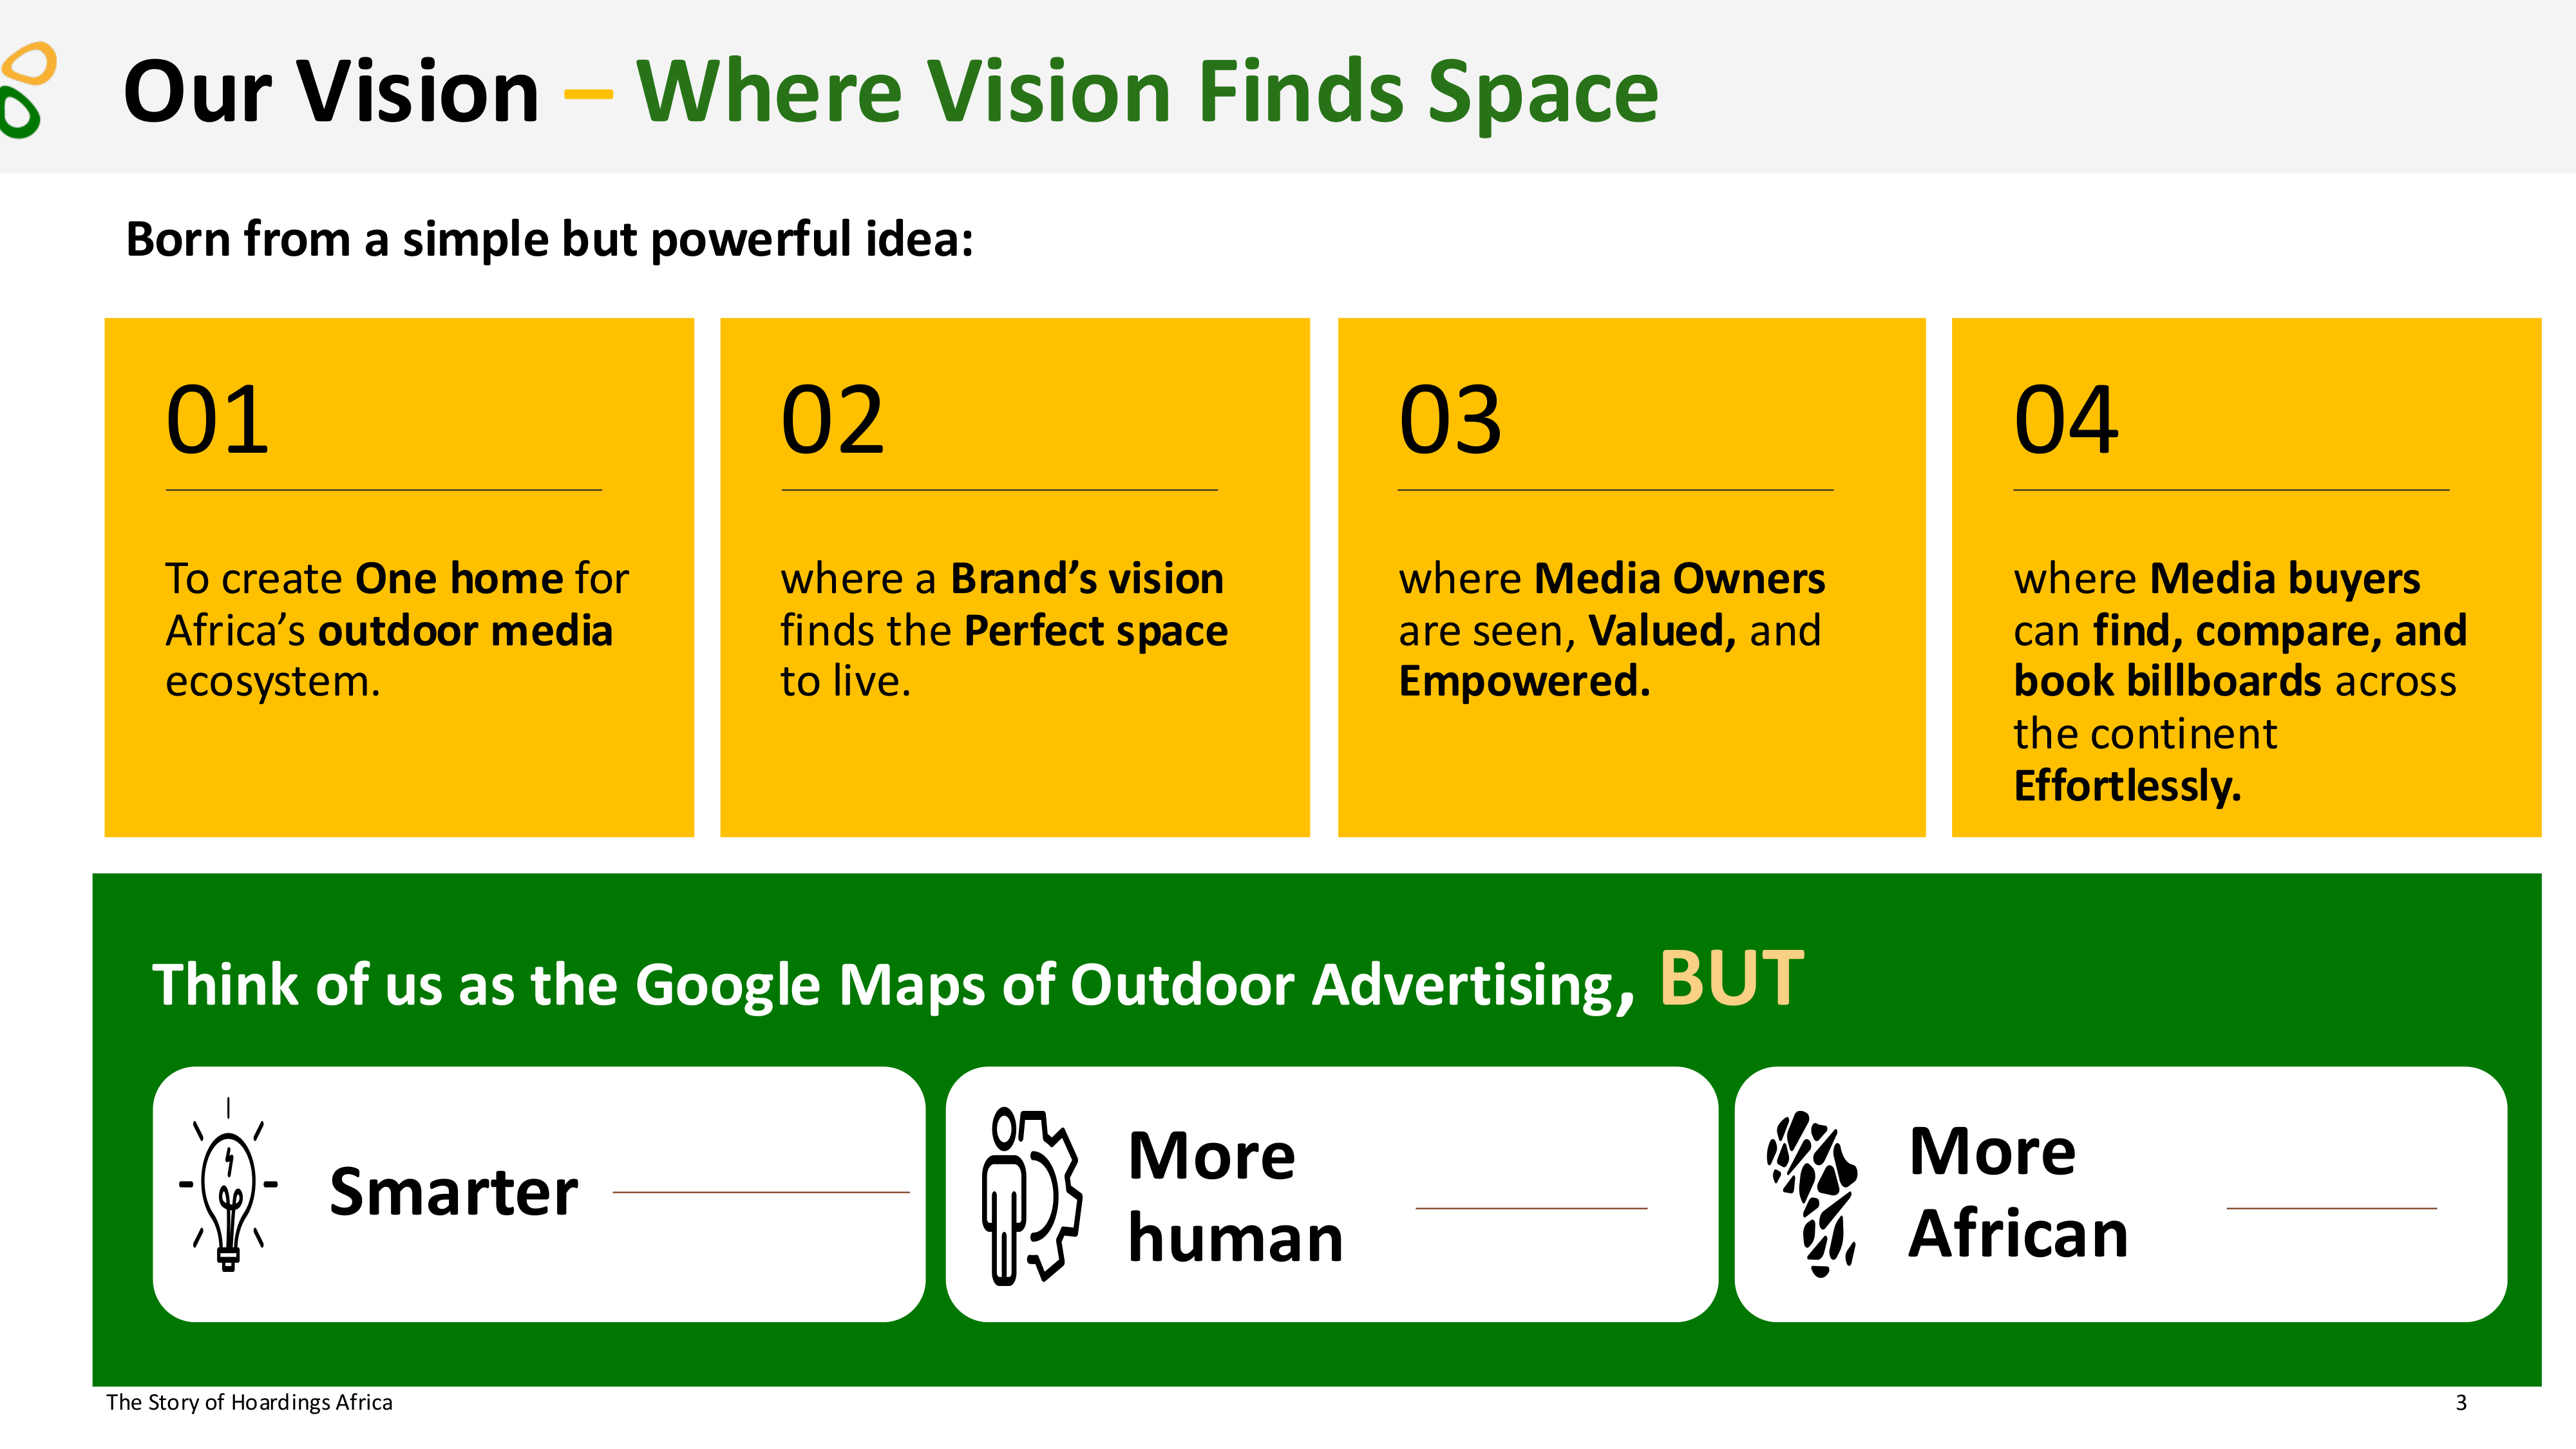 Our Vision – Where Vision Finds Space
Born from a simple but powerful idea:
01
To create One home for
Africa’s outdoor media
ecosystem.
02
where a Brand’s vision
finds the Perfect space
to live.
03
where Media Owners
are seen, Valued, and
Empowered.
04
where Media buyers
can find, compare, and
book billboards across
the continent
Effortlessly.
Think of us as the Google Maps of Outdoor Advertising, BUT
Smarter
More
human
More
African
The Story of Hoardings Africa
3